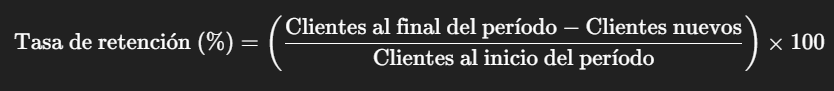 Tasa de retención (%) = (Clientes al final del período − Clientes nuevos / Clientes al inicio del período) × 100